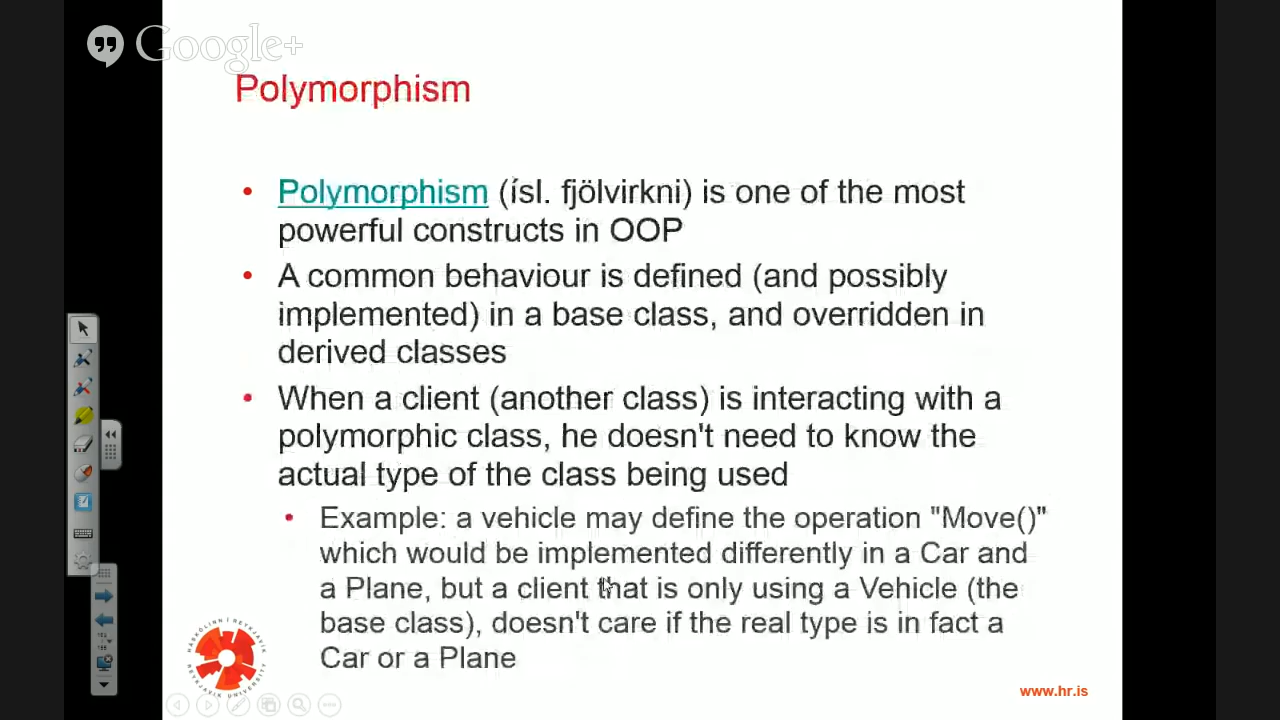 Google+
Polymorphism
Polymorphism (ísl. fjölvirkni) is one of the most
powerful constructs in OOP
A common behaviour is defined (and possibly
implemented) in a base class, and overridden in
derived classes
When a client (another class) is interacting with a
polymorphic class, he doesn't need to know the
actual type of the class being used
Example: a vehicle may define the operation "Move()"
which would be implemented differently in a Car and
a Plane, but a client that is only using a Vehicle (the
base class), doesn't care if the real type is in fact a
Car or a Plane
HÁSKÓLINN Í REYKJAVÍK
REYKJAVIK UNIVERSITY
www.hr.is